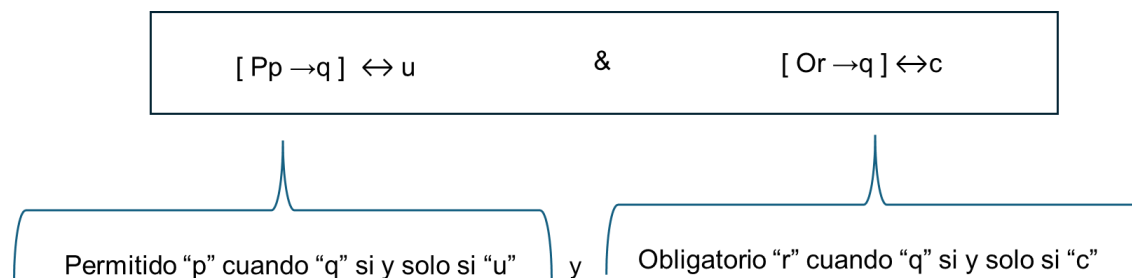 [ Pp →q ] ↔ u & [ Or →q ] ↔c
Permitido “p” cuando “q” si y solo si “u” y Obligatorio “r” cuando “q” si y solo si “c”